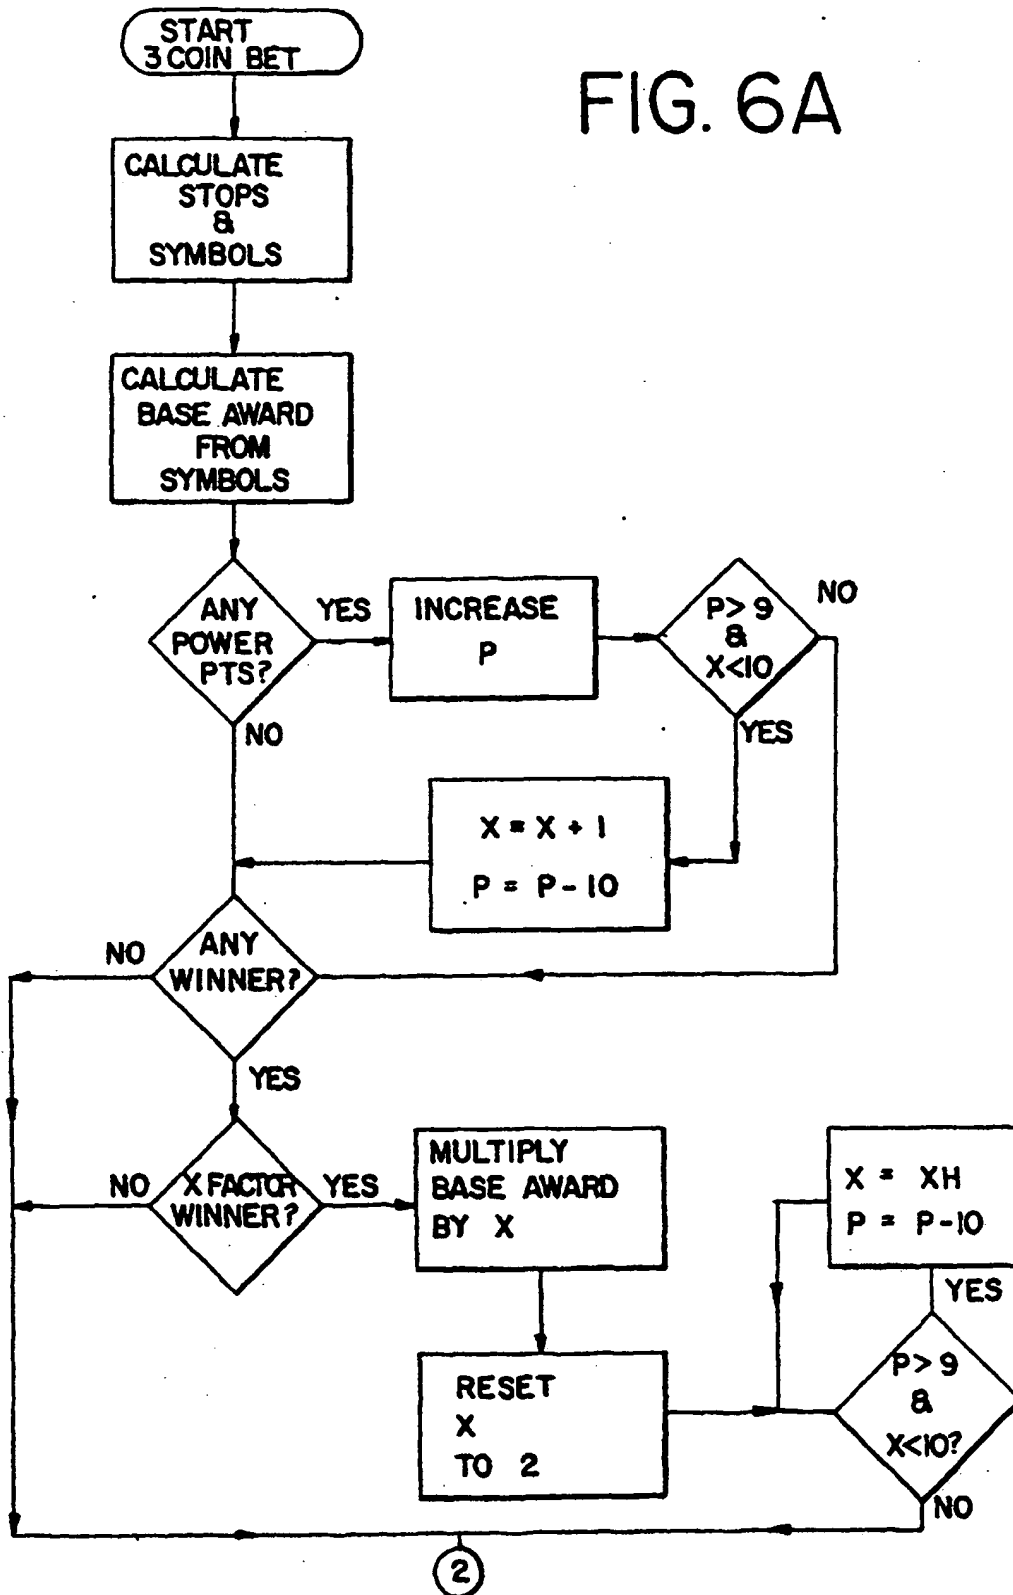 START
3 COIN BET
FIG. 6A
CALCULATE
STOPS
&
SYMBOLS
CALCULATE
BASE AWARD
FROM
SYMBOLS
ANY
POWER
PTS?
YES
NO
INCREASE
P
P > 9
&
X<10
NO
YES
X = X + 1
P = P - 10
ANY
WINNER?
NO
YES
X FACTOR
WINNER?
NO
YES
MULTIPLY
BASE AWARD
BY X
RESET
X
TO 2
X = XH
P = P-10
YES
P > 9
&
X<10?
NO
2